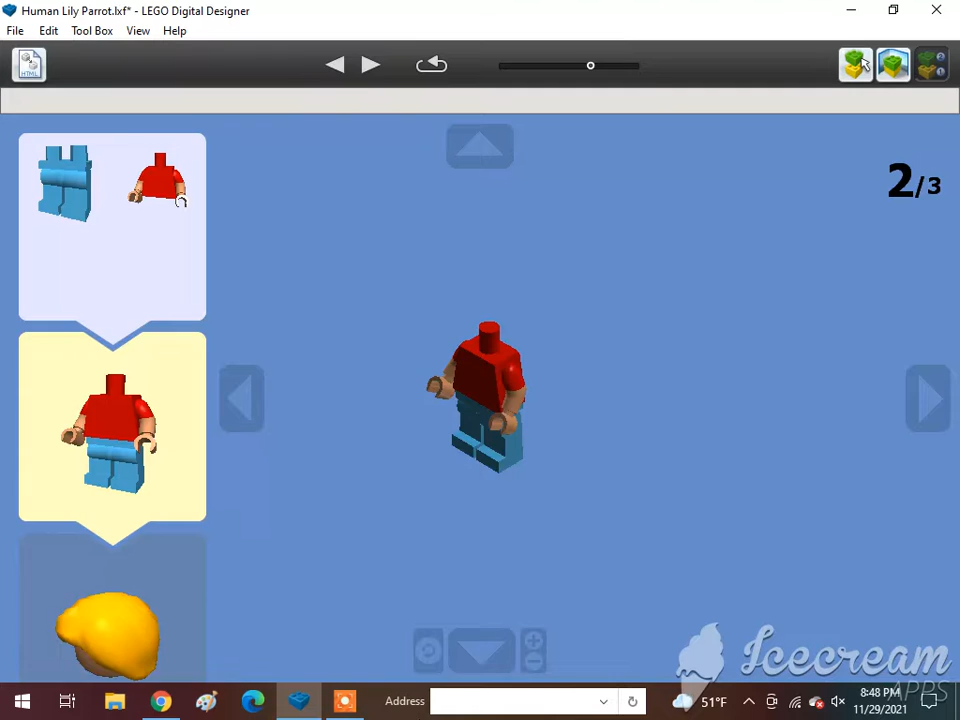 Human Lily Parrot.lxf* - LEGO Digital Designer
File Edit Tool Box View Help
HTML
2/3
Icecream
APPS
Address
51°F
8:48 PM
11/29/2021